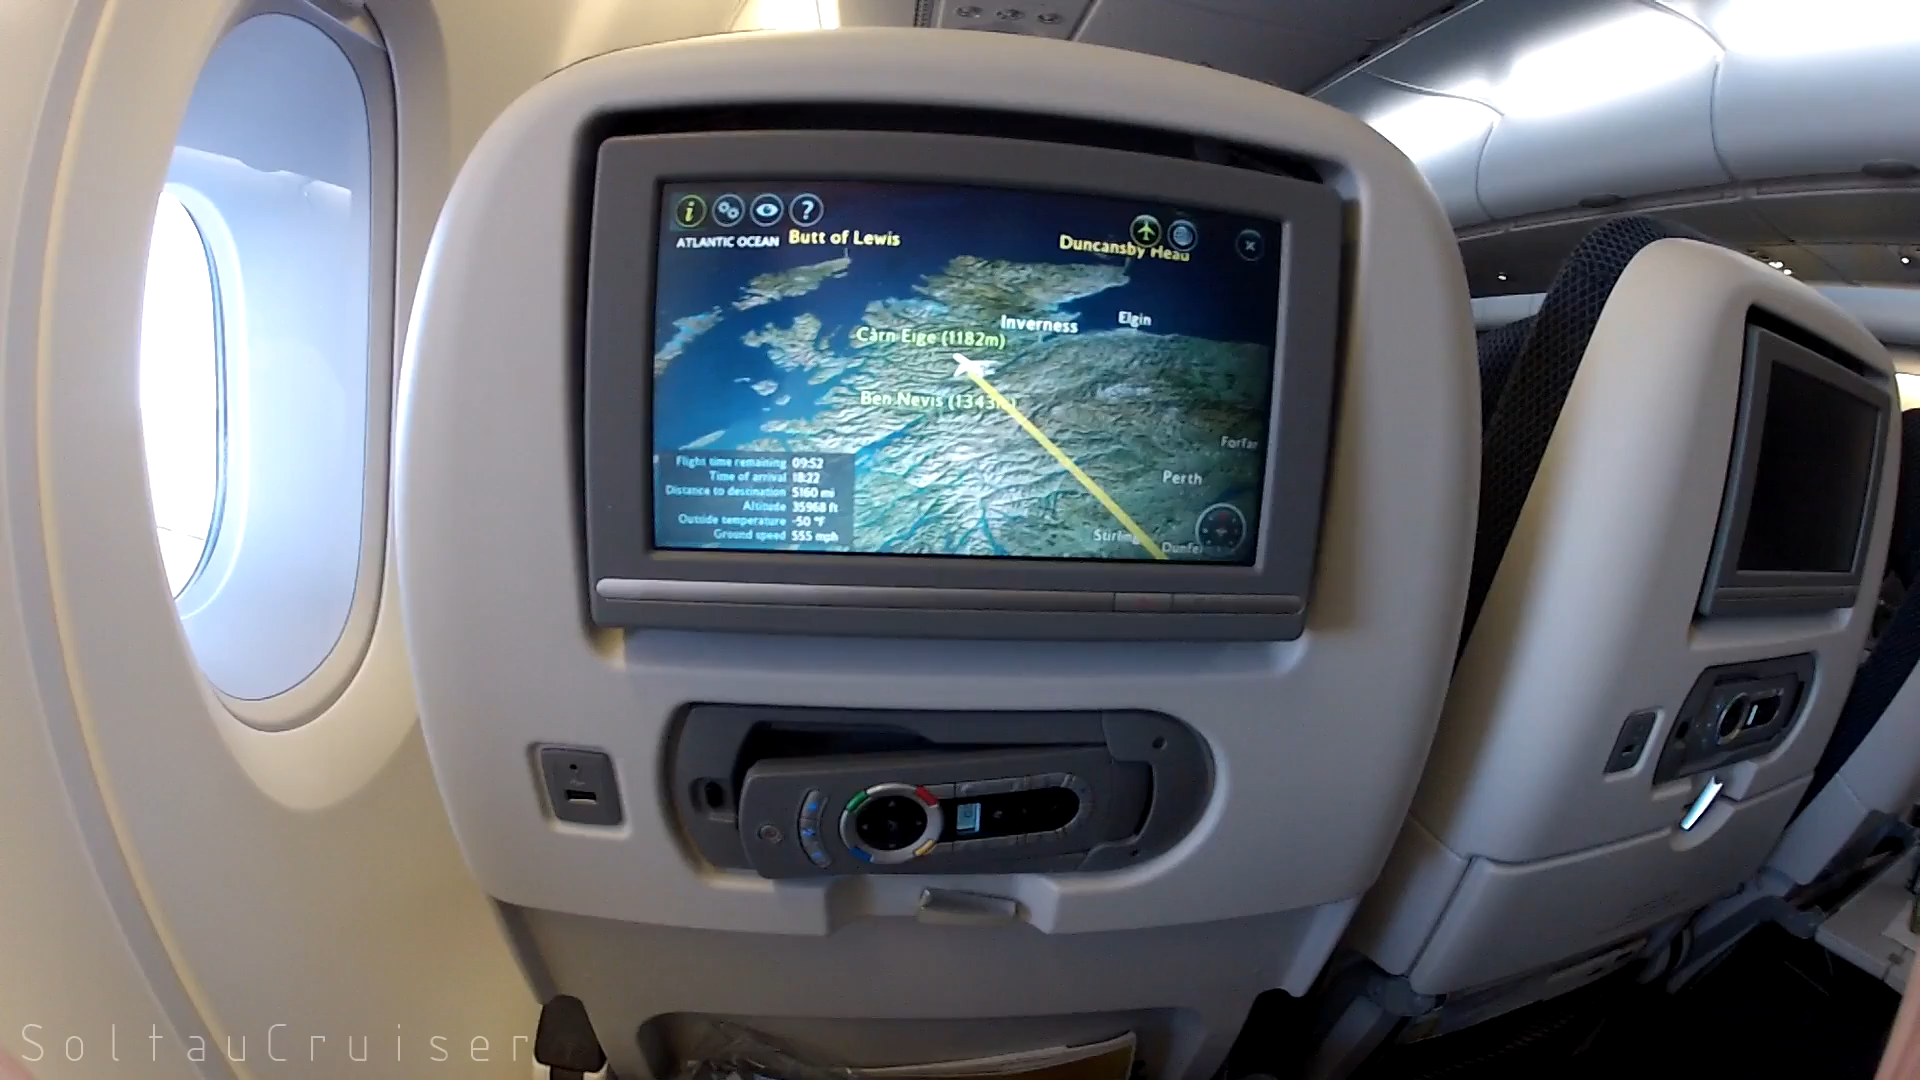 i ?
ATLANTIC OCEAN Butt of Lewis
Duncansby Head
Inverness Elgin
Càrn Eige (1182m)
Ben Nevis (1343m)
Forfar
Perth
Stirling
Flight time remaining 09:52
Time of arrival 18:22
Distance to destination 5160 mi
Altitude 35968 ft
Outside temperature -50 °F
Ground speed 555 mph
SoltauCruiser